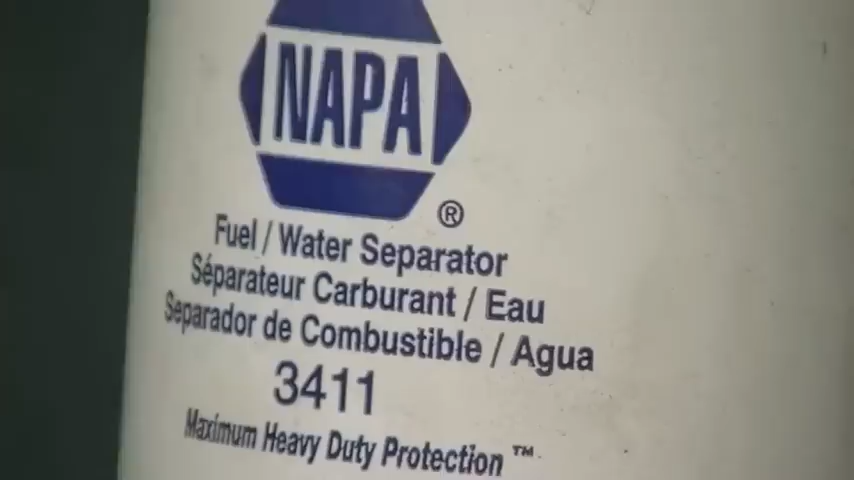 NAPA
®
Fuel / Water Separator
Séparateur Carburant / Eau
Separador de Combustible / Agua
3411
Maximum Heavy Duty Protection ™